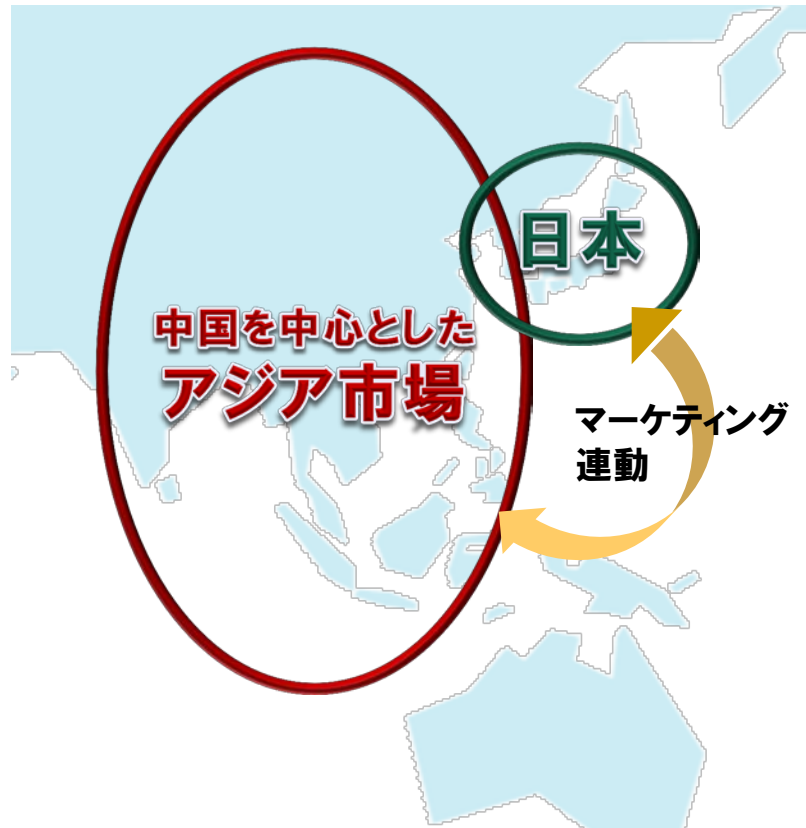 日本
中国を中心とした
アジア市場
マーケティング
連動